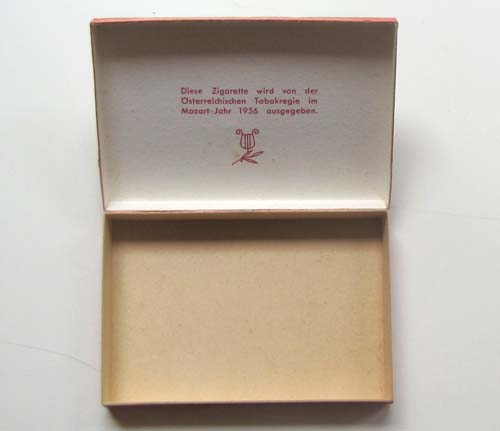 Diese Zigarette wird von der
Österreichischen Tabakregie im
Mozart-Jahr 1956 ausgegeben.